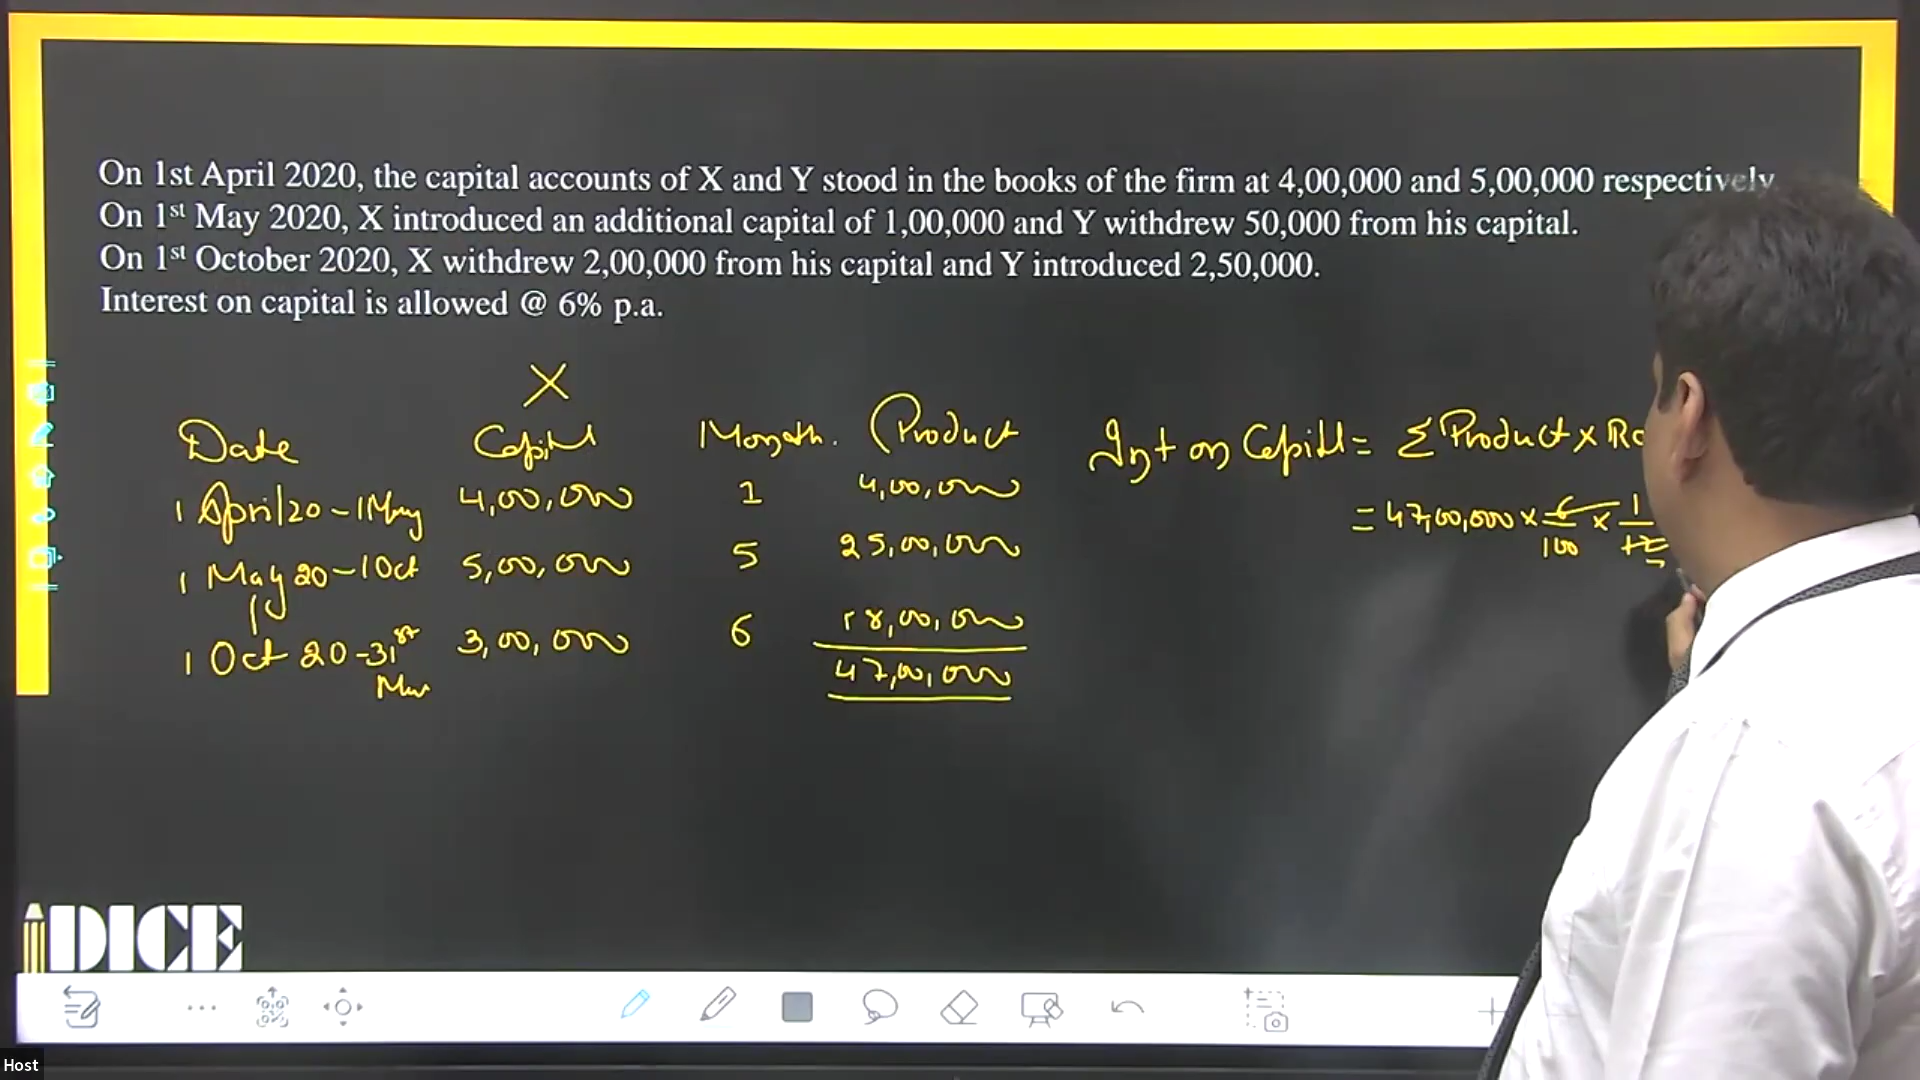 On 1st April 2020, the capital accounts of X and Y stood in the books of the firm at 4,00,000 and 5,00,000 respectively
On 1st May 2020, X introduced an additional capital of 1,00,000 and Y withdrew 50,000 from his capital.
On 1st October 2020, X withdrew 2,00,000 from his capital and Y introduced 2,50,000.
Interest on capital is allowed @ 6% p.a.
X
Date Capital Month. Product
1 April 20 - 1 May 4,00,000 1 4,00,000
1 May 20 - 1 Oct 5,00,000 5 25,00,000
1 Oct 20 - 31st Mar 3,00,000 6 18,00,000
47,00,000
Int on Capital = Σ Product x Ra
= 47,00,000 x 6/100 x 1/12
DICE
Host